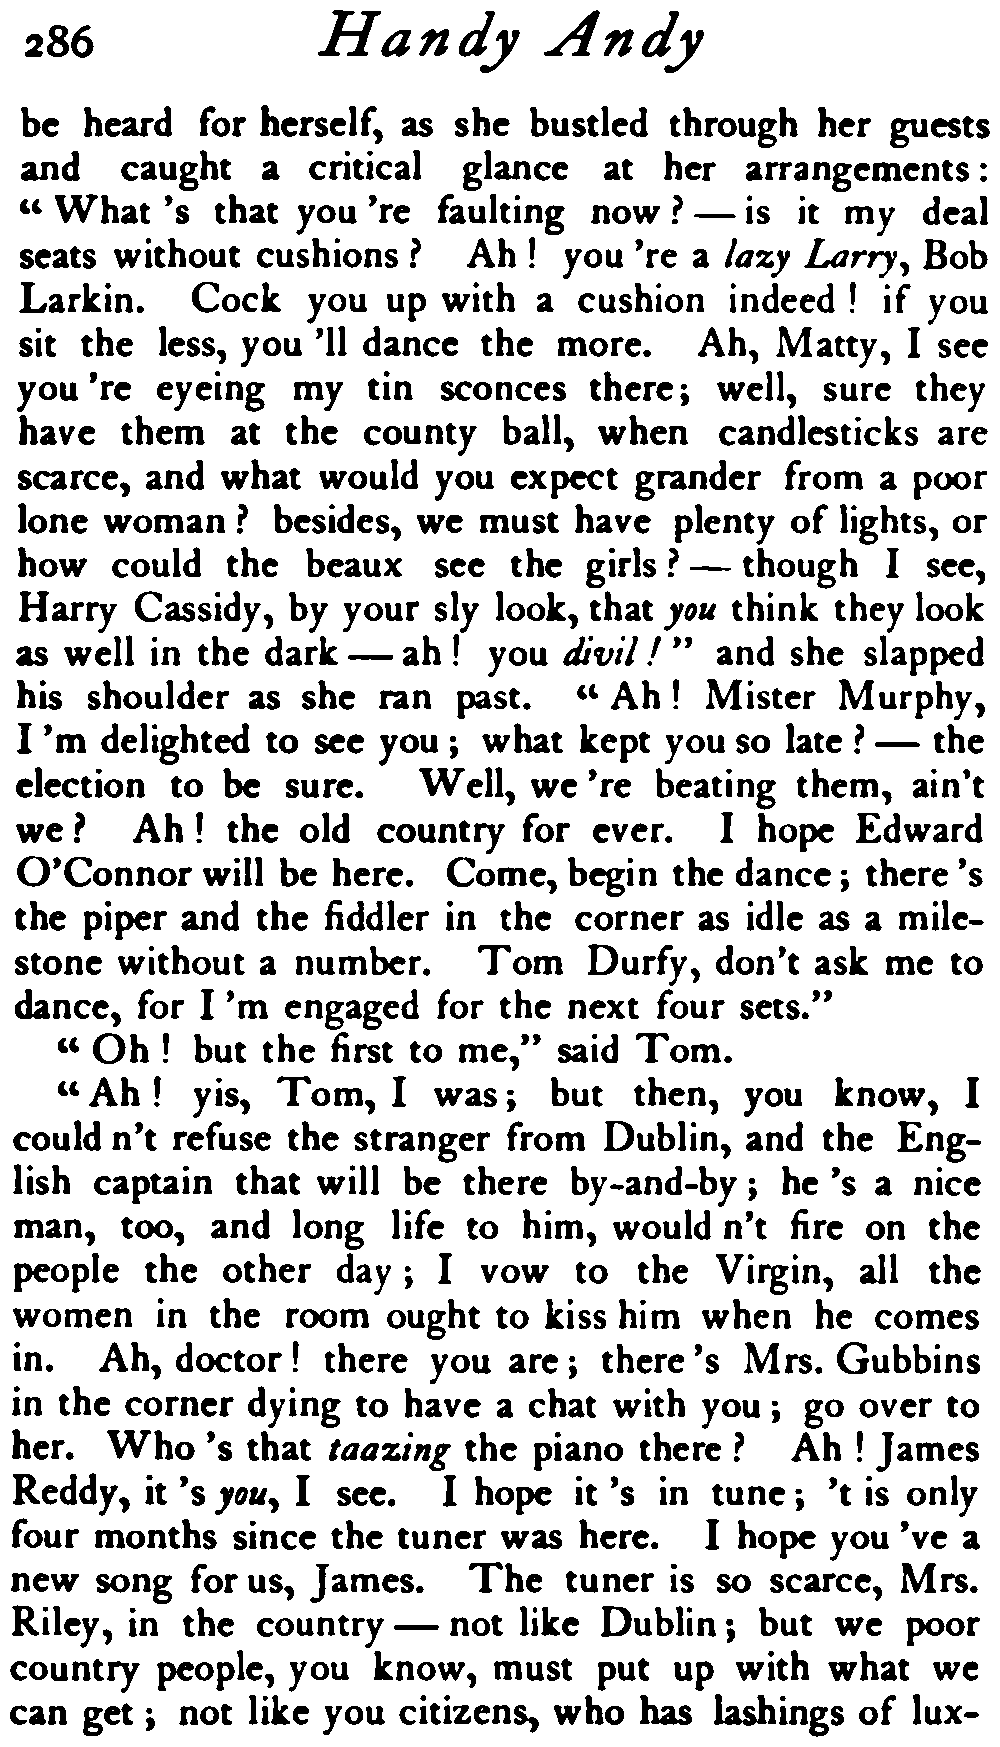 286 Handy Andy
be heard for herself, as she bustled through her guests
and caught a critical glance at her arrangements:
“What 's that you 're faulting now? — is it my deal
seats without cushions? Ah! you 're a lazy Larry, Bob
Larkin. Cock you up with a cushion indeed! if you
sit the less, you 'll dance the more. Ah, Matty, I see
you 're eyeing my tin sconces there; well, sure they
have them at the county ball, when candlesticks are
scarce, and what would you expect grander from a poor
lone woman? besides, we must have plenty of lights, or
how could the beaux see the girls? — though I see,
Harry Cassidy, by your sly look, that you think they look
as well in the dark — ah! you divil!” and she slapped
his shoulder as she ran past. “Ah! Mister Murphy,
I 'm delighted to see you; what kept you so late? — the
election to be sure. Well, we 're beating them, ain't
we? Ah! the old country for ever. I hope Edward
O'Connor will be here. Come, begin the dance; there 's
the piper and the fiddler in the corner as idle as a mile-
stone without a number. Tom Durfy, don't ask me to
dance, for I 'm engaged for the next four sets.”
“Oh! but the first to me,” said Tom.
“Ah! yis, Tom, I was; but then, you know, I
could n't refuse the stranger from Dublin, and the Eng-
lish captain that will be there by-and-by; he 's a nice
man, too, and long life to him, would n't fire on the
people the other day; I vow to the Virgin, all the
women in the room ought to kiss him when he comes
in. Ah, doctor! there you are; there 's Mrs. Gubbins
in the corner dying to have a chat with you; go over to
her. Who 's that taazing the piano there? Ah! James
Reddy, it 's you, I see. I hope it 's in tune; 't is only
four months since the tuner was here. I hope you 've a
new song for us, James. The tuner is so scarce, Mrs.
Riley, in the country — not like Dublin; but we poor
country people, you know, must put up with what we
can get; not like you citizens, who has lashings of lux-